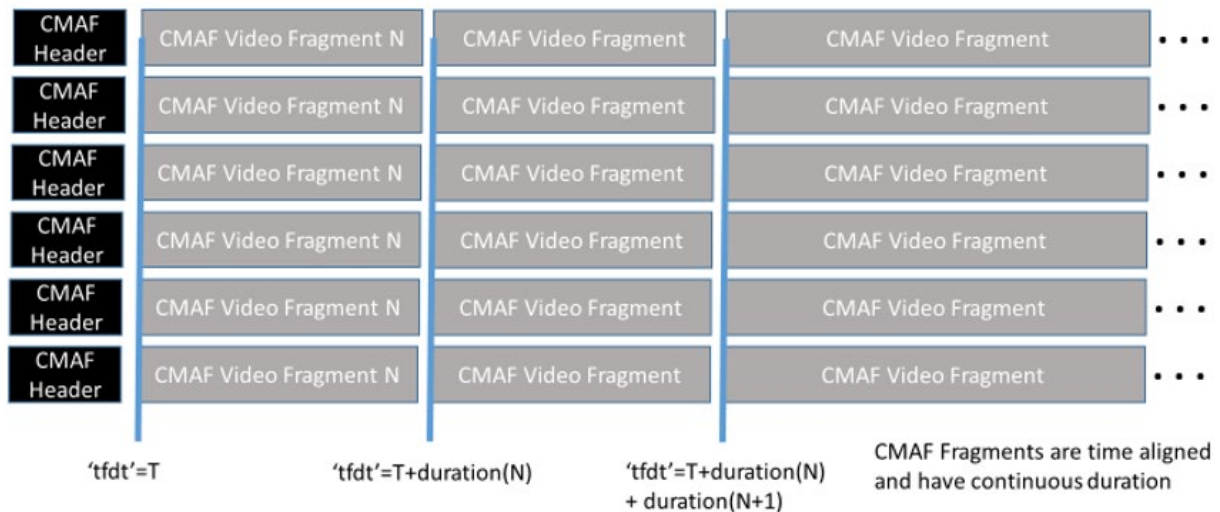 CMAF Header CMAF Video Fragment N CMAF Video Fragment CMAF Video Fragment . . .
CMAF Header CMAF Video Fragment N CMAF Video Fragment CMAF Video Fragment . . .
CMAF Header CMAF Video Fragment N CMAF Video Fragment CMAF Video Fragment . . .
CMAF Header CMAF Video Fragment N CMAF Video Fragment CMAF Video Fragment . . .
CMAF Header CMAF Video Fragment N CMAF Video Fragment CMAF Video Fragment . . .
CMAF Header CMAF Video Fragment N CMAF Video Fragment CMAF Video Fragment . . .
‘tfdt’=T
‘tfdt’=T+duration(N)
‘tfdt’=T+duration(N)
+ duration(N+1)
CMAF Fragments are time aligned
and have continuous duration